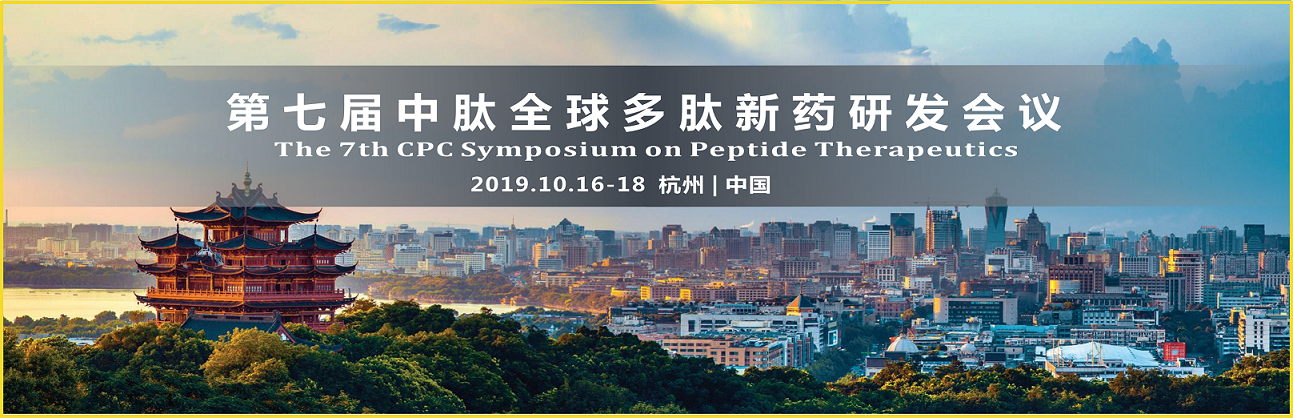 第七届中肽全球多肽新药研发会议
The 7th CPC Symposium on Peptide Therapeutics
2019.10.16-18 杭州 | 中国